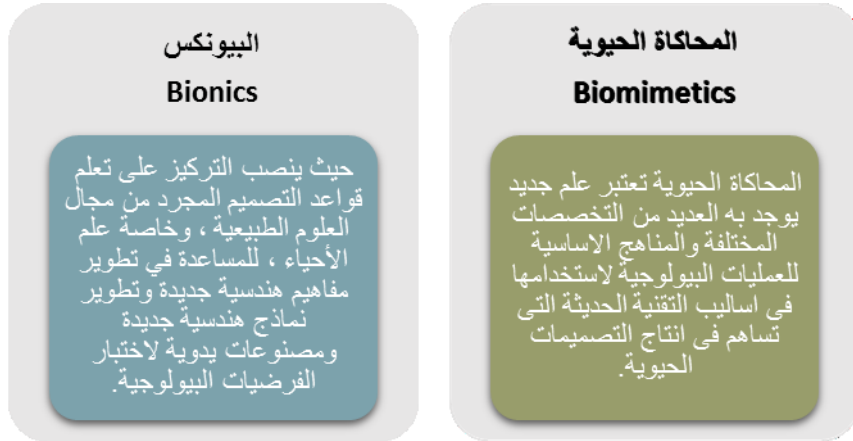 المحاكاة الحيوية
Biomimetics
المحاكاة الحيوية تعتبر علم جديد
يوجد به العديد من التخصصات
المختلفة والمناهج الاساسية
للعمليات البيولوجية لاستخدامها
فى اساليب التقنية الحديثة التى
تساهم فى انتاج التصميمات
الحيوية.
البيونكس
Bionics
حيث ينصب التركيز على تعلم
قواعد التصميم المجرد من مجال
العلوم الطبيعية ، وخاصة علم
الأحياء ، للمساعدة في تطوير
مفاهيم هندسية جديدة وتطوير
نماذج هندسية جديدة
ومصنوعات يدوية لاختبار
الفرضيات البيولوجية.